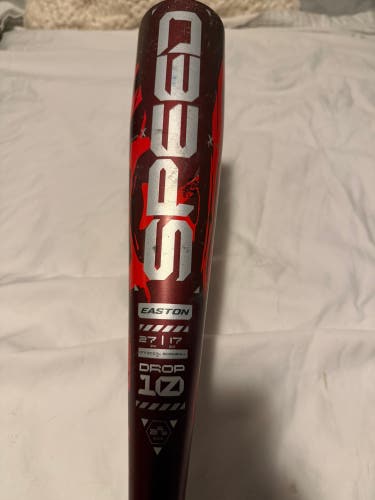 SPEED
EASTON
27 | 17
DROP
10